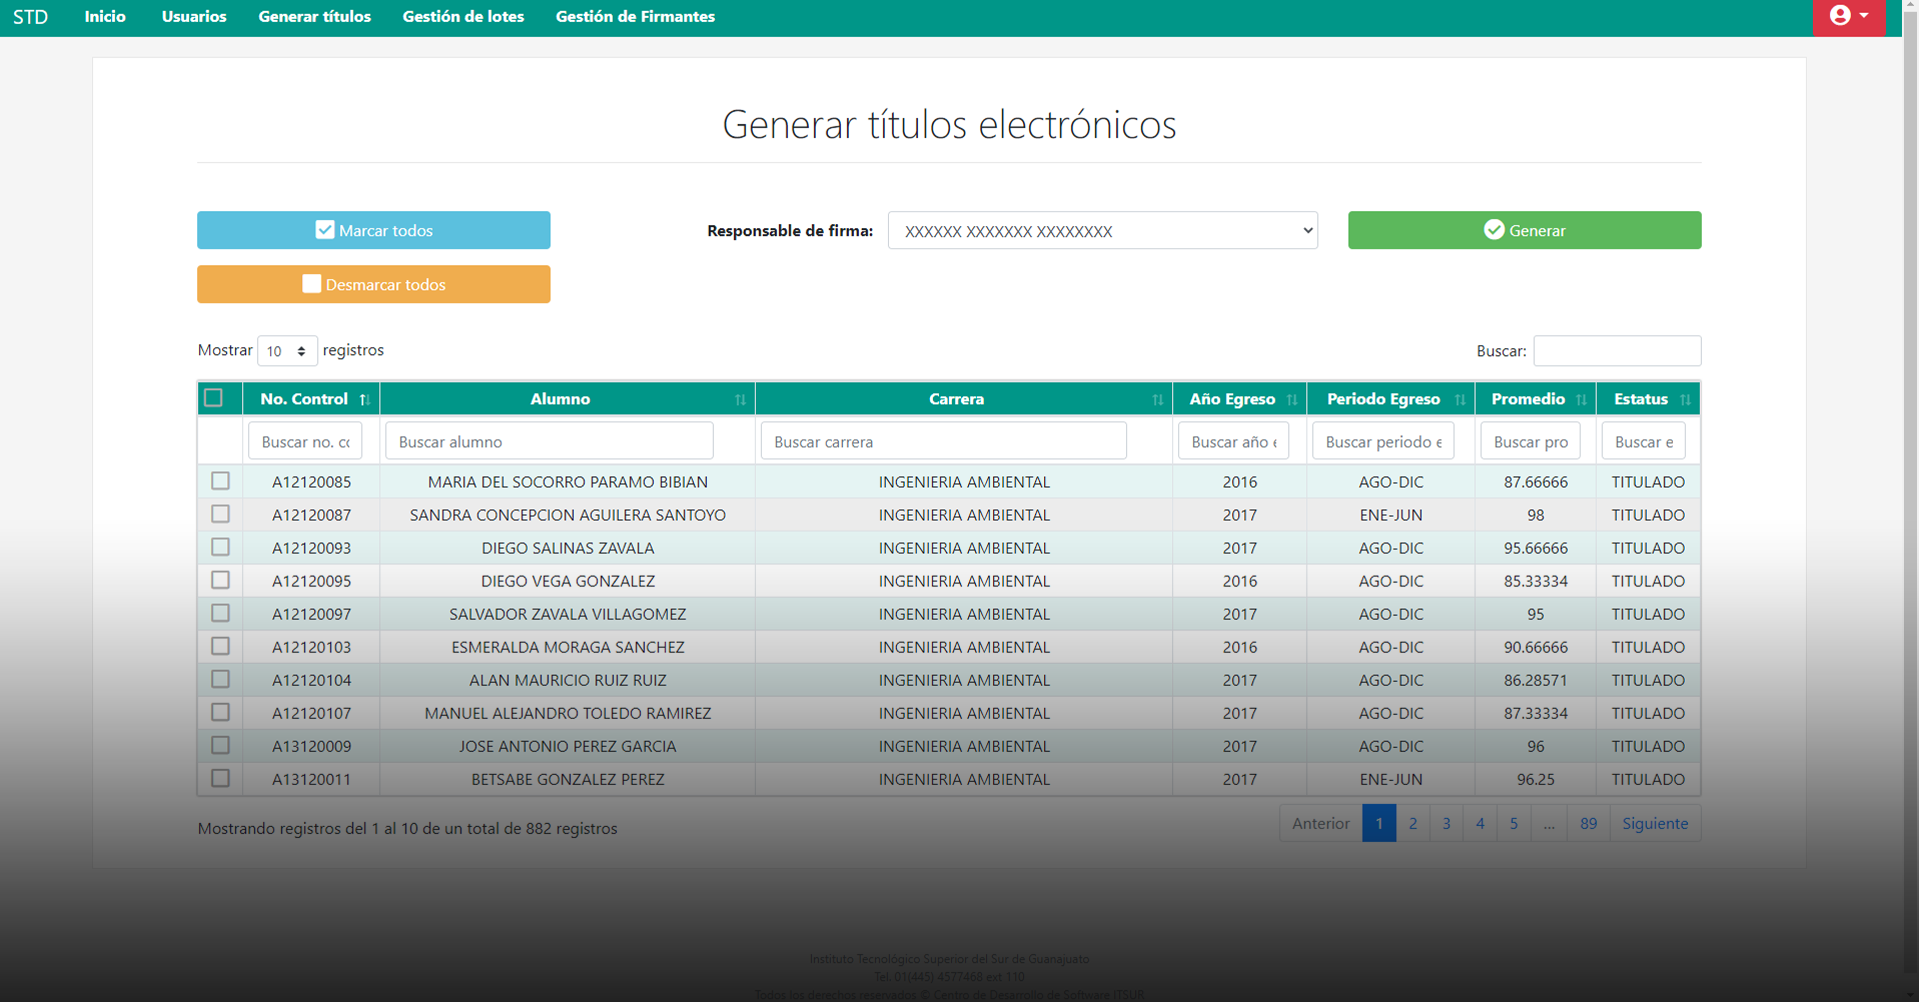 STD Inicio Usuarios Generar títulos Gestión de lotes Gestión de Firmantes
Generar títulos electrónicos
Marcar todos Responsable de firma: XXXXXX XXXXXXX XXXXXXXX Generar
Desmarcar todos
Mostrar 10 registros Buscar:
No. Control Alumno Carrera Año Egreso Periodo Egreso Promedio Estatus
Buscar no. co Buscar alumno Buscar carrera Buscar año e Buscar periodo e Buscar pro Buscar e
A12120085 MARIA DEL SOCORRO PARAMO BIBIAN INGENIERIA AMBIENTAL 2016 AGO-DIC 87.66666 TITULADO
A12120087 SANDRA CONCEPCION AGUILERA SANTOYO INGENIERIA AMBIENTAL 2017 ENE-JUN 98 TITULADO
A12120093 DIEGO SALINAS ZAVALA INGENIERIA AMBIENTAL 2017 AGO-DIC 95.66666 TITULADO
A12120095 DIEGO VEGA GONZALEZ INGENIERIA AMBIENTAL 2016 AGO-DIC 85.33334 TITULADO
A12120097 SALVADOR ZAVALA VILLAGOMEZ INGENIERIA AMBIENTAL 2017 AGO-DIC 95 TITULADO
A12120103 ESMERALDA MORAGA SANCHEZ INGENIERIA AMBIENTAL 2016 AGO-DIC 90.66666 TITULADO
A12120104 ALAN MAURICIO RUIZ RUIZ INGENIERIA AMBIENTAL 2017 AGO-DIC 86.28571 TITULADO
A12120107 MANUEL ALEJANDRO TOLEDO RAMIREZ INGENIERIA AMBIENTAL 2017 AGO-DIC 87.33334 TITULADO
A13120009 JOSE ANTONIO PEREZ GARCIA INGENIERIA AMBIENTAL 2017 AGO-DIC 96 TITULADO
A13120011 BETSABE GONZALEZ PEREZ INGENIERIA AMBIENTAL 2017 ENE-JUN 96.25 TITULADO
Mostrando registros del 1 al 10 de un total de 882 registros Anterior 1 2 3 4 5 ... 89 Siguiente
Instituto Tecnológico Superior del Sur de Guanajuato
Tel. 01(445) 4577468 ext 110
Todos los derechos reservados © Centro de Desarrollo de Software ITSUR